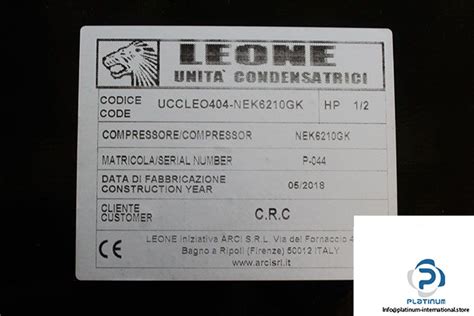 LEONE
UNITA` CONDENSATRICI
CODICE
CODE
UCCLEO404-NEK6210GK
HP 1/2
COMPRESSORE/COMPRESSOR
NEK6210GK
MATRICOLA/SERIAL NUMBER
P-044
DATA DI FABBRICAZIONE
CONSTRUCTION YEAR
05/2018
CLIENTE
CUSTOMER
C.R.C
CE
LEONE Iniziativa ARCI S.R.L. Via del Fornaccio 4
Bagno a Ripoli (Firenze) 50012 ITALY
www.arcisrl.it
P
PLATINUM
Info@platinum-international.store